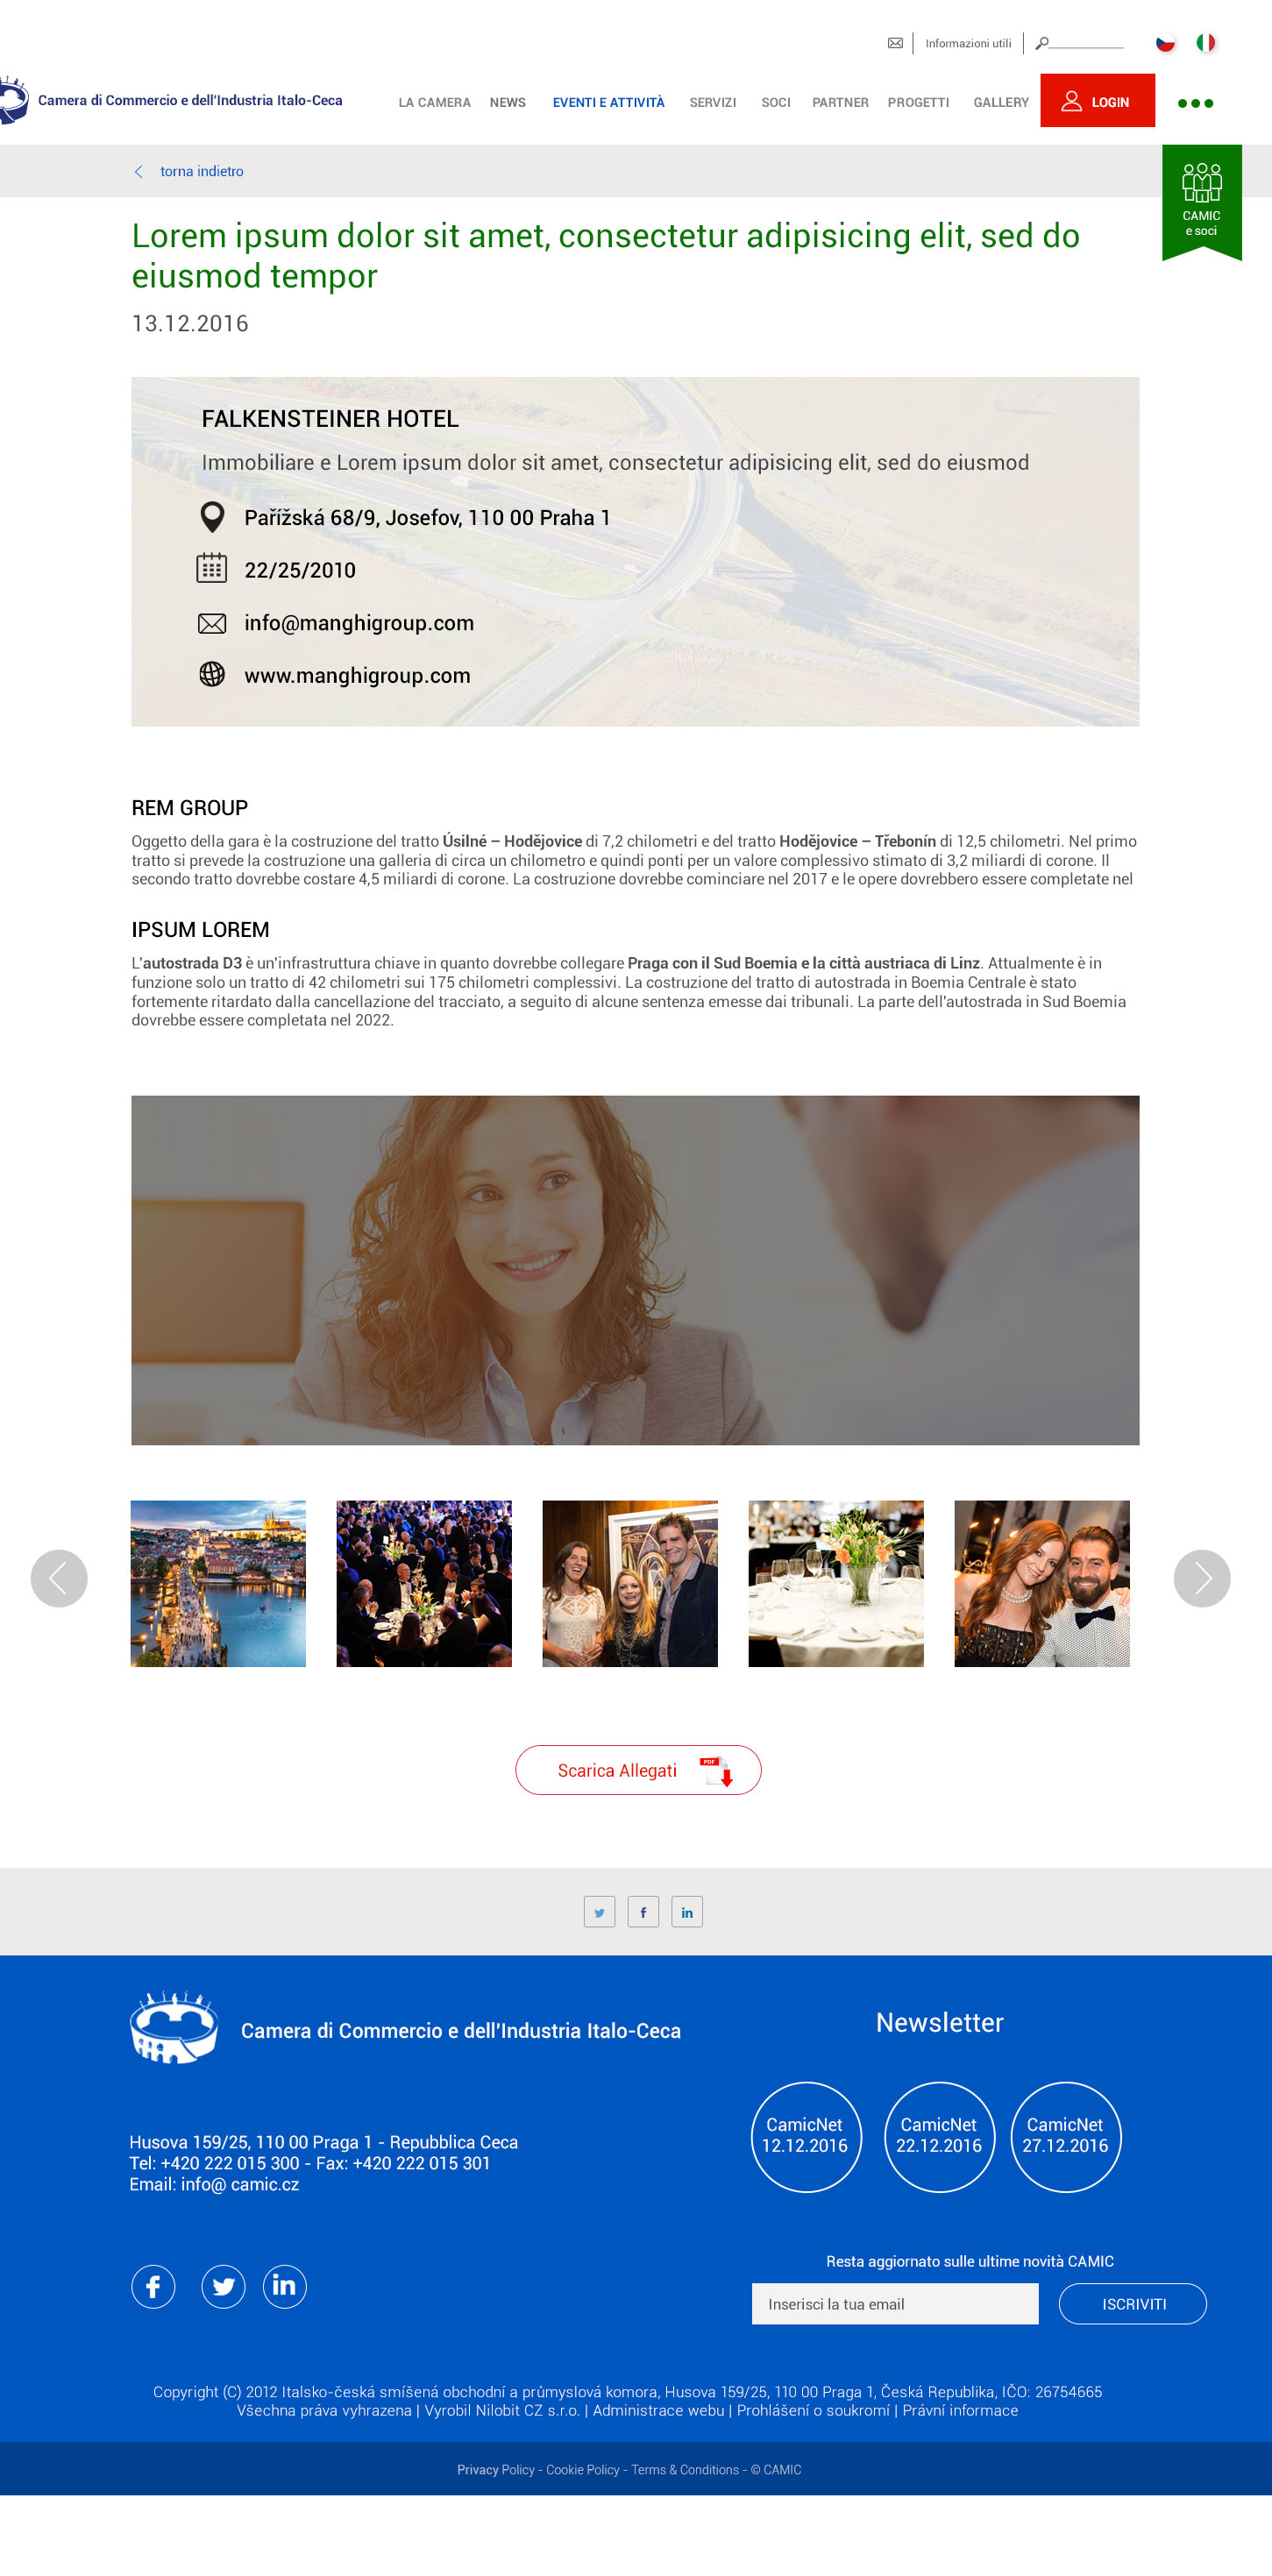 Informazioni utili
Camera di Commercio e dell'Industria Italo-Ceca
LA CAMERA NEWS EVENTI E ATTIVITÀ SERVIZI SOCI PARTNER PROGETTI GALLERY LOGIN
torna indietro
CAMIC
e soci
Lorem ipsum dolor sit amet, consectetur adipisicing elit, sed do
eiusmod tempor
13.12.2016
FALKENSTEINER HOTEL
Immobiliare e Lorem ipsum dolor sit amet, consectetur adipisicing elit, sed do eiusmod
Pařížská 68/9, Josefov, 110 00 Praha 1
22/25/2010
info@manghigroup.com
www.manghigroup.com
REM GROUP
Oggetto della gara è la costruzione del tratto Úsilné – Hodějovice di 7,2 chilometri e del tratto Hodějovice – Třebonín di 12,5 chilometri. Nel primo
tratto si prevede la costruzione una galleria di circa un chilometro e quindi ponti per un valore complessivo stimato di 3,2 miliardi di corone. Il
secondo tratto dovrebbe costare 4,5 miliardi di corone. La costruzione dovrebbe cominciare nel 2017 e le opere dovrebbero essere completate nel
IPSUM LOREM
L'autostrada D3 è un'infrastruttura chiave in quanto dovrebbe collegare Praga con il Sud Boemia e la città austriaca di Linz. Attualmente è in
funzione solo un tratto di 42 chilometri sui 175 chilometri complessivi. La costruzione del tratto di autostrada in Boemia Centrale è stato
fortemente ritardato dalla cancellazione del tracciato, a seguito di alcune sentenza emesse dai tribunali. La parte dell'autostrada in Sud Boemia
dovrebbe essere completata nel 2022.
Scarica Allegati PDF
Camera di Commercio e dell'Industria Italo-Ceca
Husova 159/25, 110 00 Praga 1 - Repubblica Ceca
Tel: +420 222 015 300 - Fax: +420 222 015 301
Email: info@ camic.cz
Newsletter
CamicNet
12.12.2016
CamicNet
22.12.2016
CamicNet
27.12.2016
Resta aggiornato sulle ultime novità CAMIC
Inserisci la tua email
ISCRIVITI
Copyright (C) 2012 Italsko-česká smíšená obchodní a průmyslová komora, Husova 159/25, 110 00 Praga 1, Česká Republika, IČO: 26754665
Všechna práva vyhrazena | Vyrobil Nilobit CZ s.r.o. | Administrace webu | Prohlášení o soukromí | Právní informace
Privacy Policy - Cookie Policy - Terms & Conditions - © CAMIC